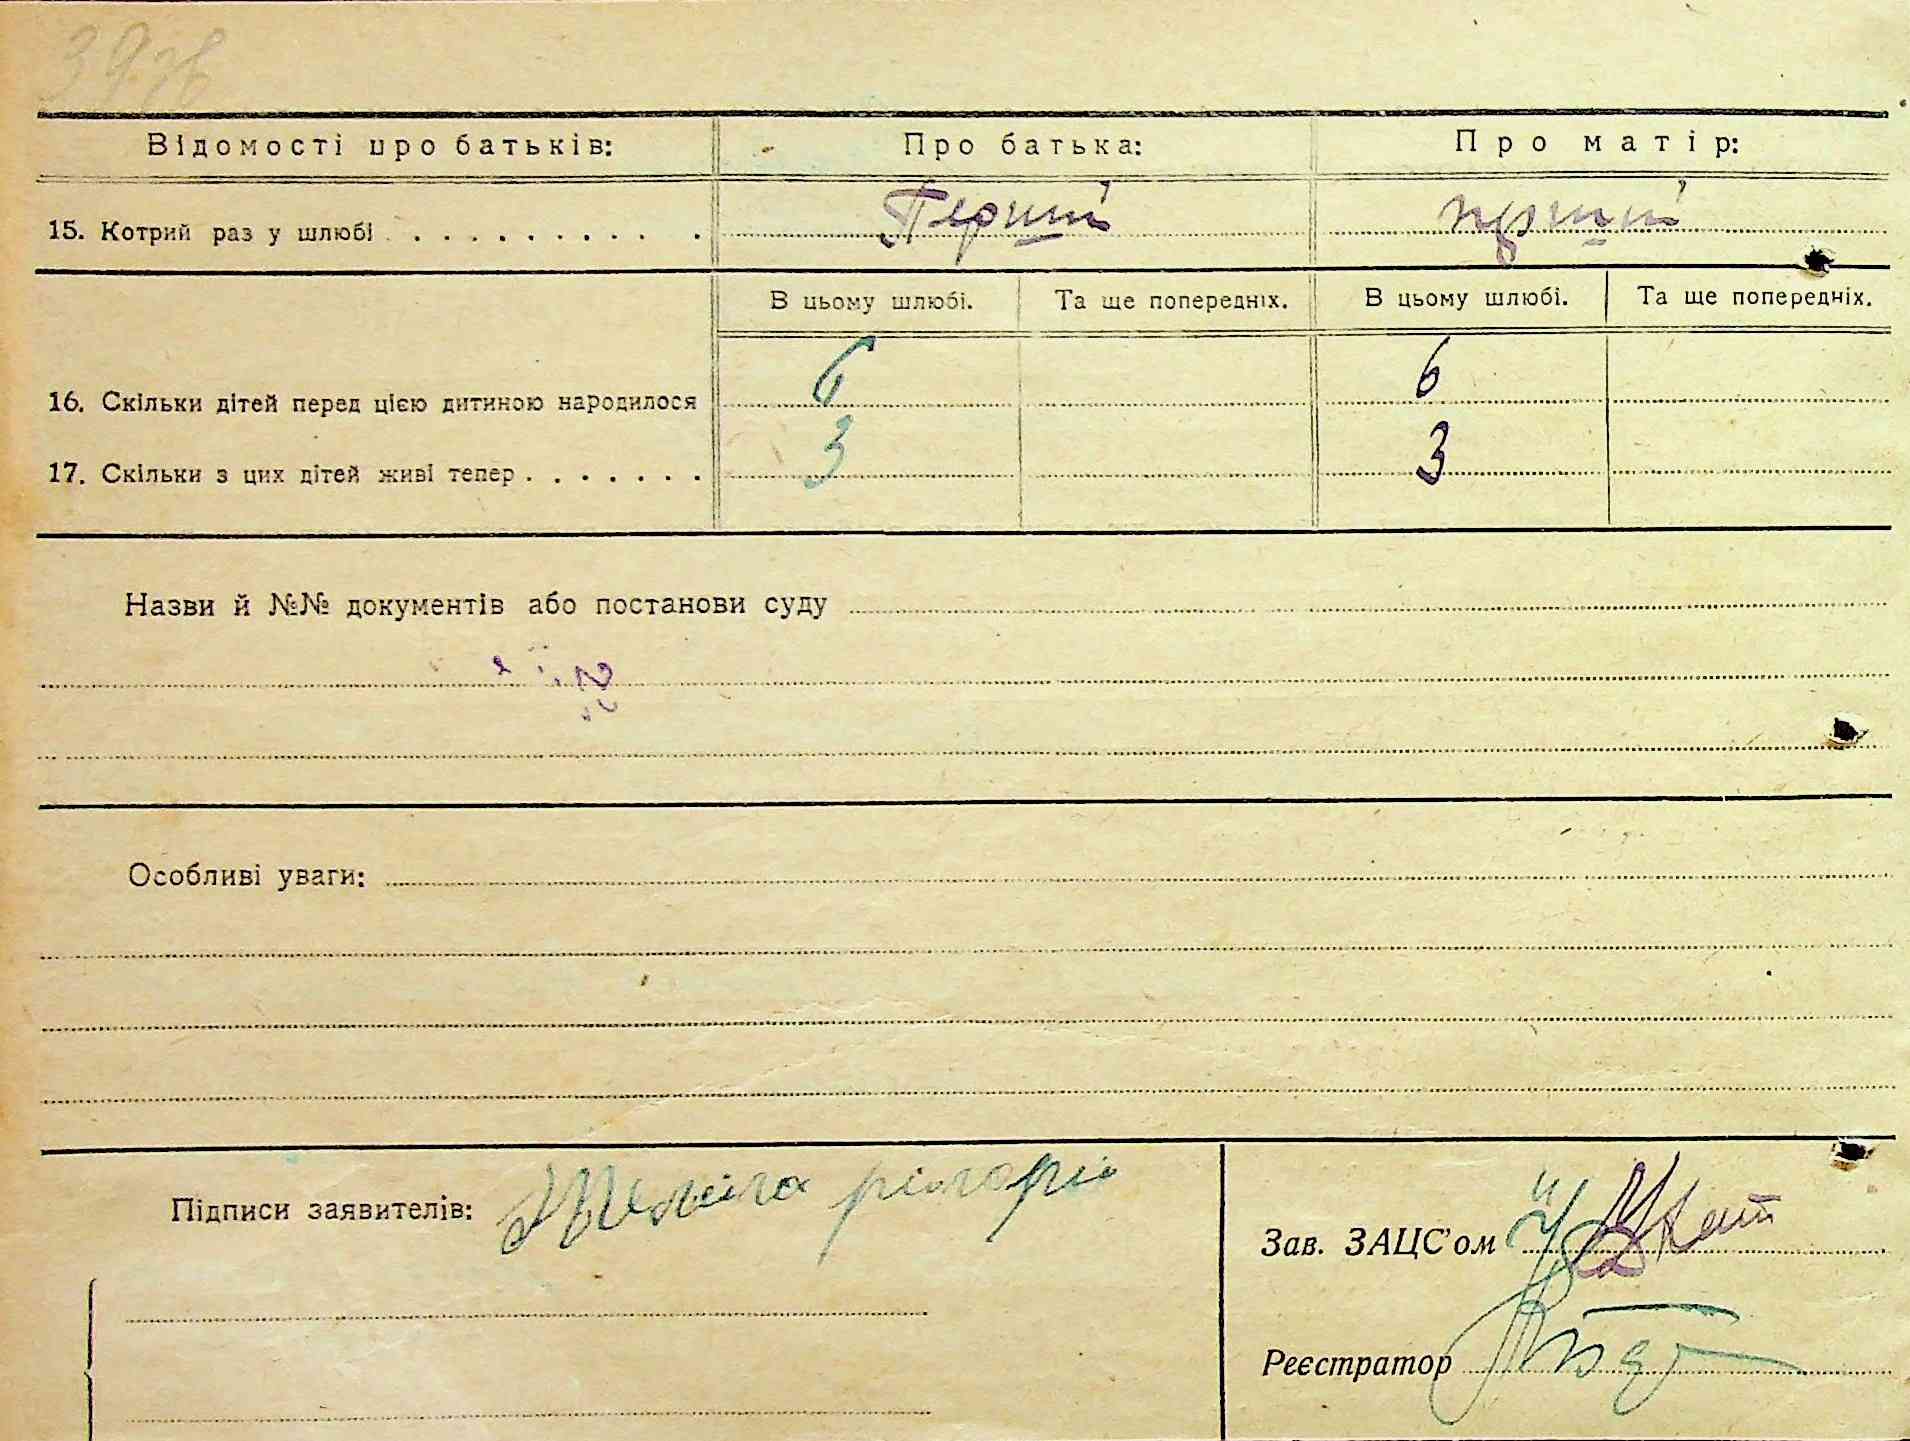 Відомості про батьків: Про батька: Про матір:
15. Котрий раз у шлюбі . . . . . . . . . . . Перший перший
В цьому шлюбі. Та ще попередніх. В цьому шлюбі. Та ще попередніх.
16. Скільки дітей перед цією дитиною народилося 6 6
17. Скільки з цих дітей живі тепер . . . . . . . 3 3
Назви й №№ документів або постанови суду
Особливі уваги:
Підписи заявителів:
Зав. ЗАЦС'ом
Реєстратор